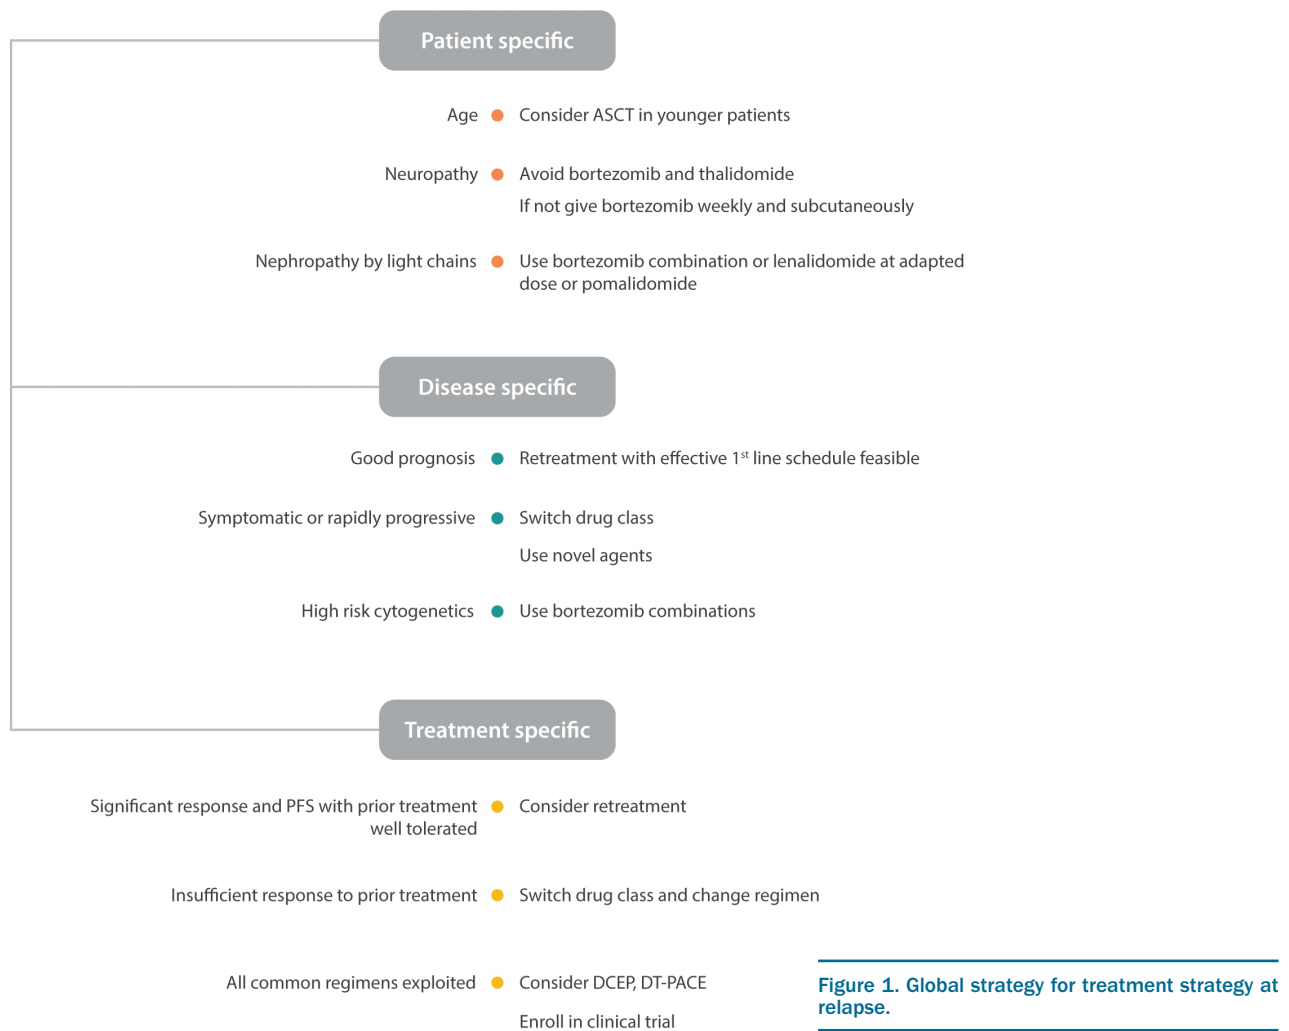 Patient specific
Age Consider ASCT in younger patients
Neuropathy Avoid bortezomib and thalidomide
If not give bortezomib weekly and subcutaneously
Nephropathy by light chains Use bortezomib combination or lenalidomide at adapted
dose or pomalidomide
Disease specific
Good prognosis Retreatment with effective 1st line schedule feasible
Symptomatic or rapidly progressive Switch drug class
Use novel agents
High risk cytogenetics Use bortezomib combinations
Treatment specific
Significant response and PFS with prior treatment Consider retreatment
well tolerated
Insufficient response to prior treatment Switch drug class and change regimen
All common regimens exploited Consider DCEP, DT-PACE
Enroll in clinical trial
Figure 1. Global strategy for treatment strategy at
relapse.